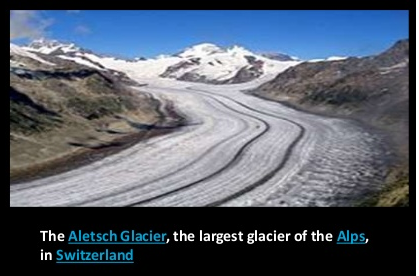 The Aletsch Glacier, the largest glacier of the Alps,
in Switzerland